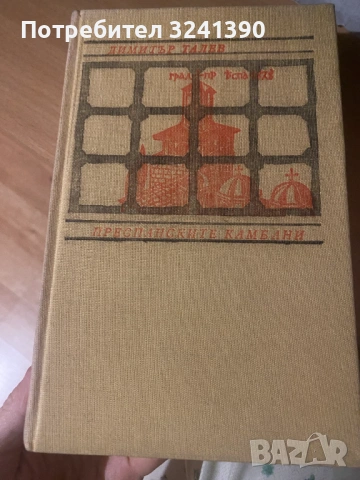 Потребител 3241390
ДИМИТЪР ТАЛЕВ
ПРЕСПАНСКИТЕ КАМБАНИ
BAZAR